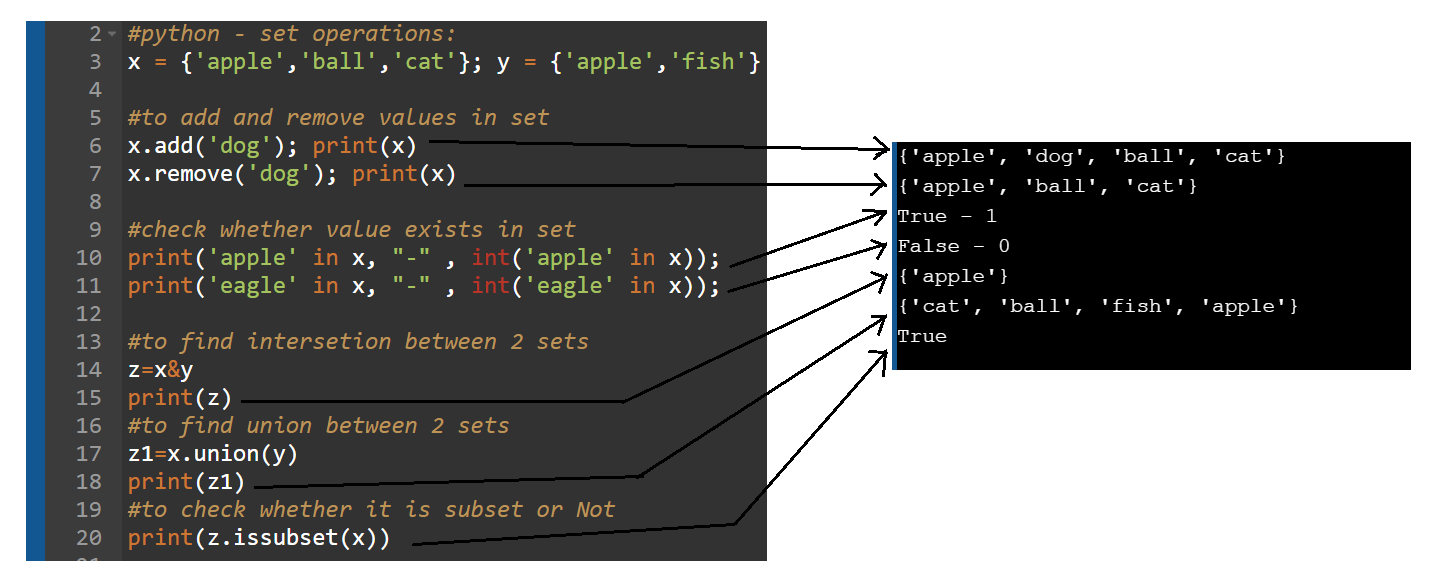 2 #python - set operations:
3 x = {'apple','ball','cat'}; y = {'apple','fish'}
4
5 #to add and remove values in set
6 x.add('dog'); print(x)
7 x.remove('dog'); print(x)
8
9 #check whether value exists in set
10 print('apple' in x, "-" , int('apple' in x));
11 print('eagle' in x, "-" , int('eagle' in x));
12
13 #to find intersetion between 2 sets
14 z=x&y
15 print(z)
16 #to find union between 2 sets
17 z1=x.union(y)
18 print(z1)
19 #to check whether it is subset or Not
20 print(z.issubset(x))
{'apple', 'dog', 'ball', 'cat'}
{'apple', 'ball', 'cat'}
True - 1
False - 0
{'apple'}
{'cat', 'ball', 'fish', 'apple'}
True